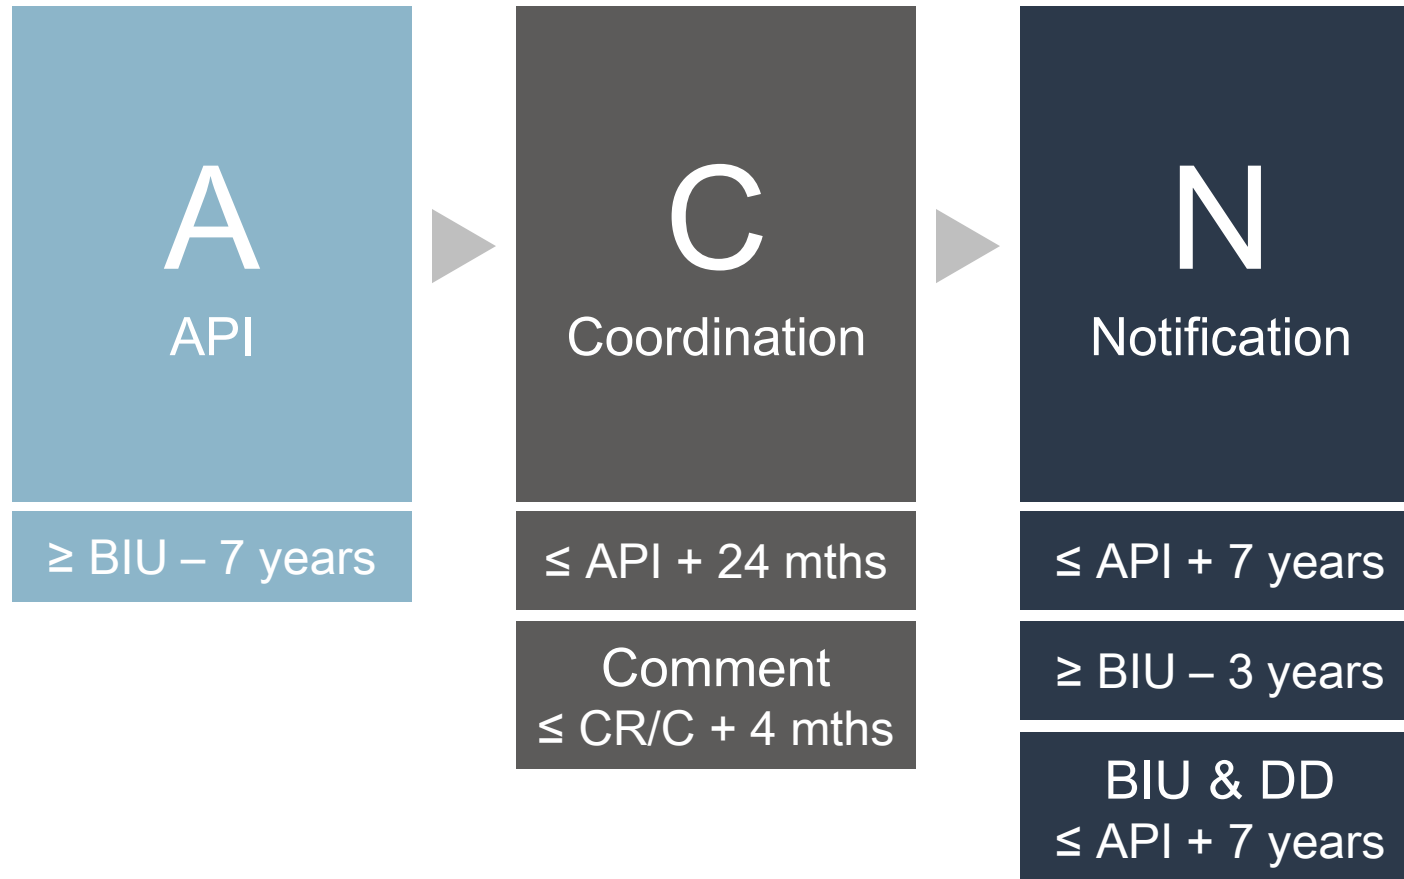 A
API
≥ BIU – 7 years
C
Coordination
≤ API + 24 mths
Comment
≤ CR/C + 4 mths
N
Notification
≤ API + 7 years
≥ BIU – 3 years
BIU & DD
≤ API + 7 years